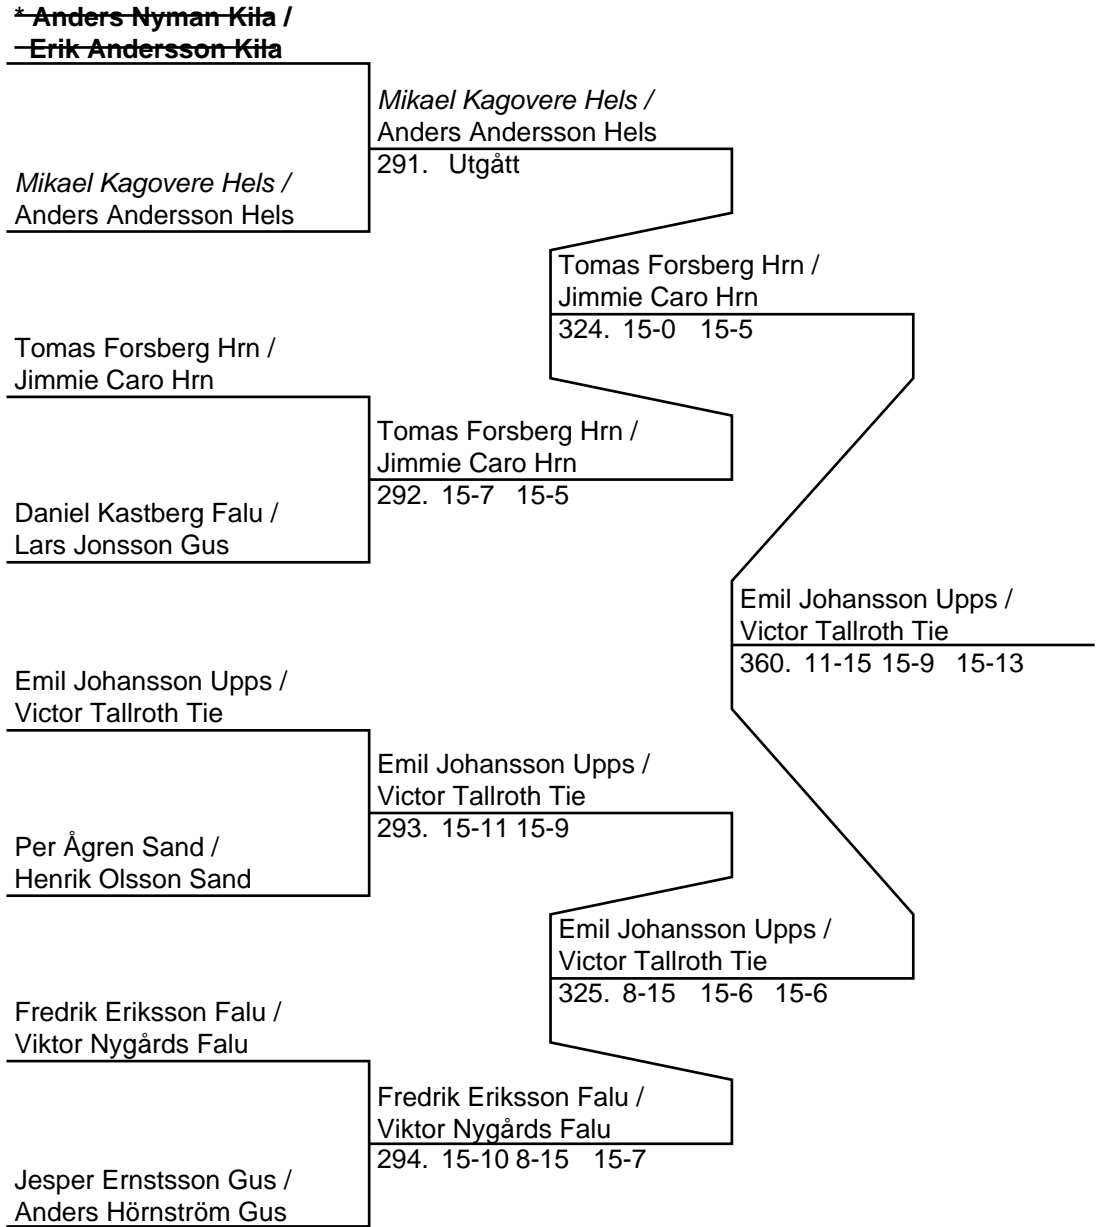 * Anders Nyman Kila /
Erik Andersson Kila
Mikael Kagovere Hels /
Anders Andersson Hels
291. Utgått
Mikael Kagovere Hels /
Anders Andersson Hels
Tomas Forsberg Hrn /
Jimmie Caro Hrn
324. 15-0 15-5
Tomas Forsberg Hrn /
Jimmie Caro Hrn
Tomas Forsberg Hrn /
Jimmie Caro Hrn
292. 15-7 15-5
Daniel Kastberg Falu /
Lars Jonsson Gus
Emil Johansson Upps /
Victor Tallroth Tie
360. 11-15 15-9 15-13
Emil Johansson Upps /
Victor Tallroth Tie
Emil Johansson Upps /
Victor Tallroth Tie
293. 15-11 15-9
Per Ågren Sand /
Henrik Olsson Sand
Emil Johansson Upps /
Victor Tallroth Tie
325. 8-15 15-6 15-6
Fredrik Eriksson Falu /
Viktor Nygårds Falu
Fredrik Eriksson Falu /
Viktor Nygårds Falu
294. 15-10 8-15 15-7
Jesper Ernstsson Gus /
Anders Hörnström Gus